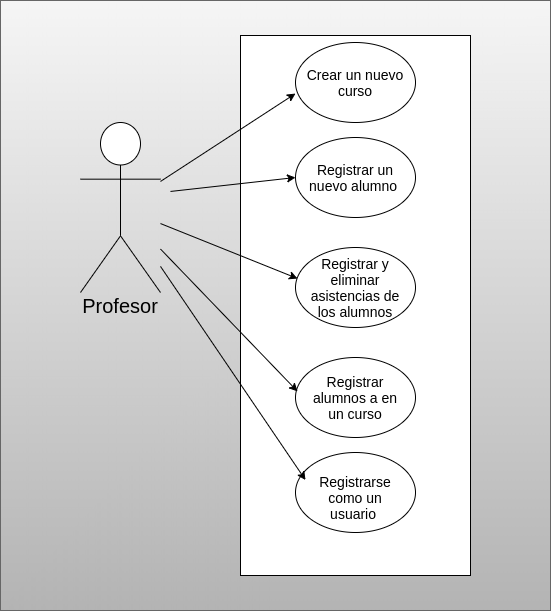 Crear un nuevo
curso
Registrar un
nuevo alumno
Registrar y
eliminar
asistencias de
los alumnos
Profesor
Registrar
alumnos a en
un curso
Registrarse
como un
usuario